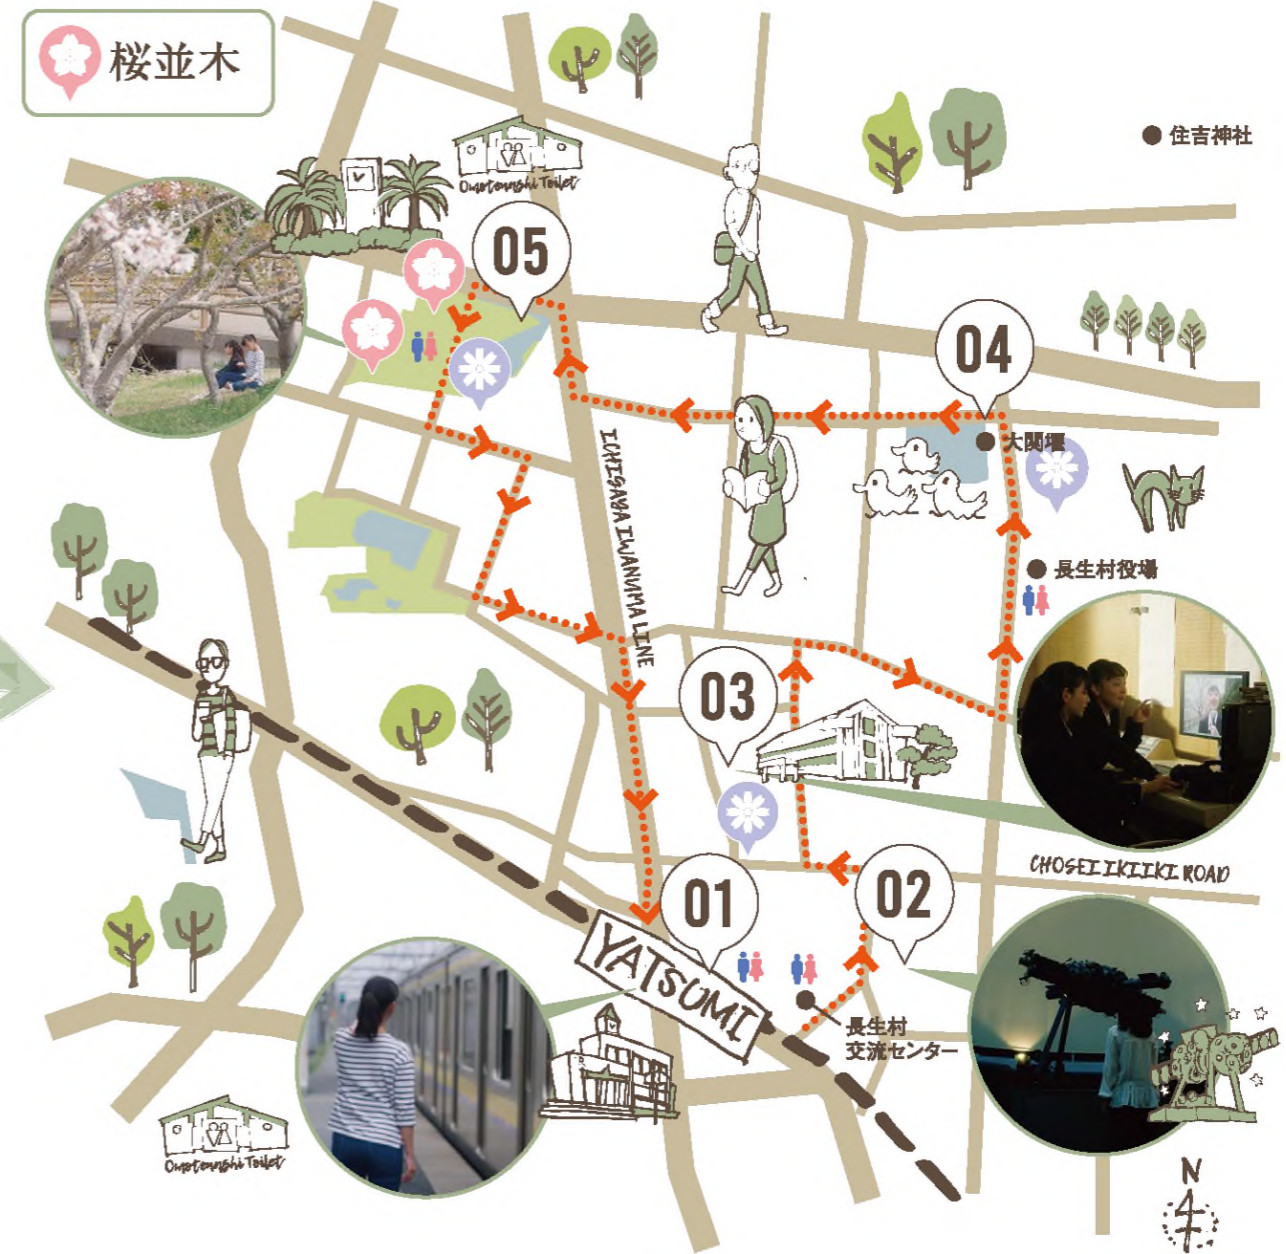 桜並木
住吉神社
Omotenashi Toilet
05
04
大関堰
ICHISABA IWANUMA LINE
長生村役場
03
CHOSEI IKIIKI ROAD
01
02
YATSUMI
長生村
交流センター
Omotenashi Toilet
N